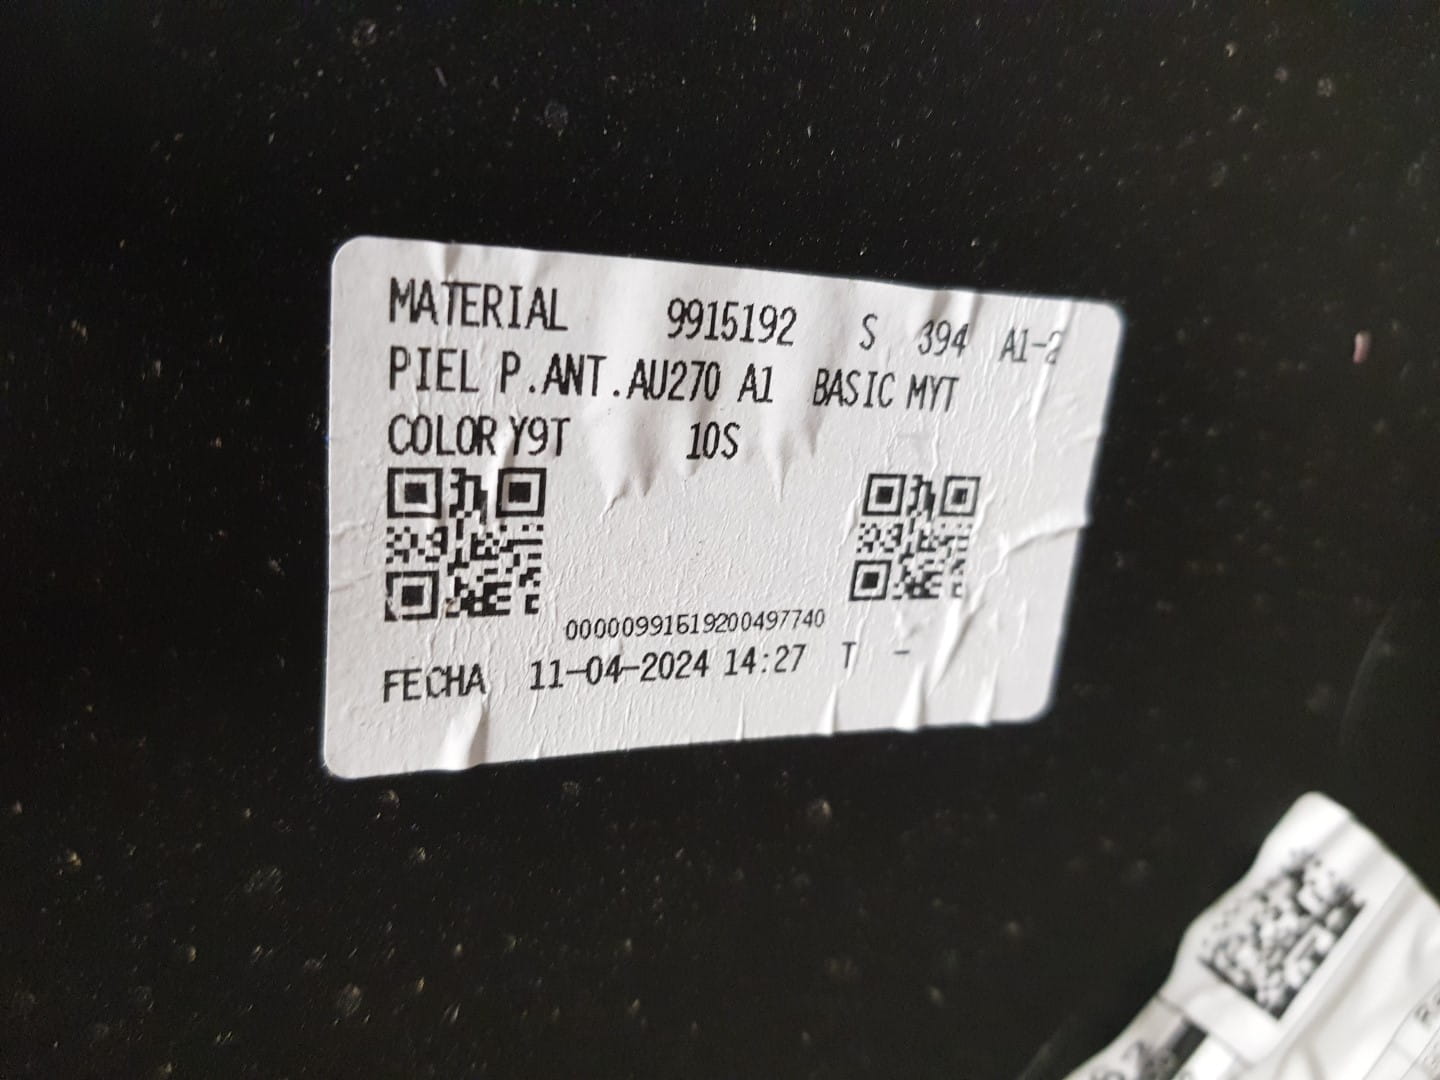 MATERIAL 9915192 S 394 A1-2
PIEL P.ANT.AU270 A1 BASIC MYT
COLOR Y9T 10S
00000991519200497740
FECHA 11-04-2024 14:27 T -